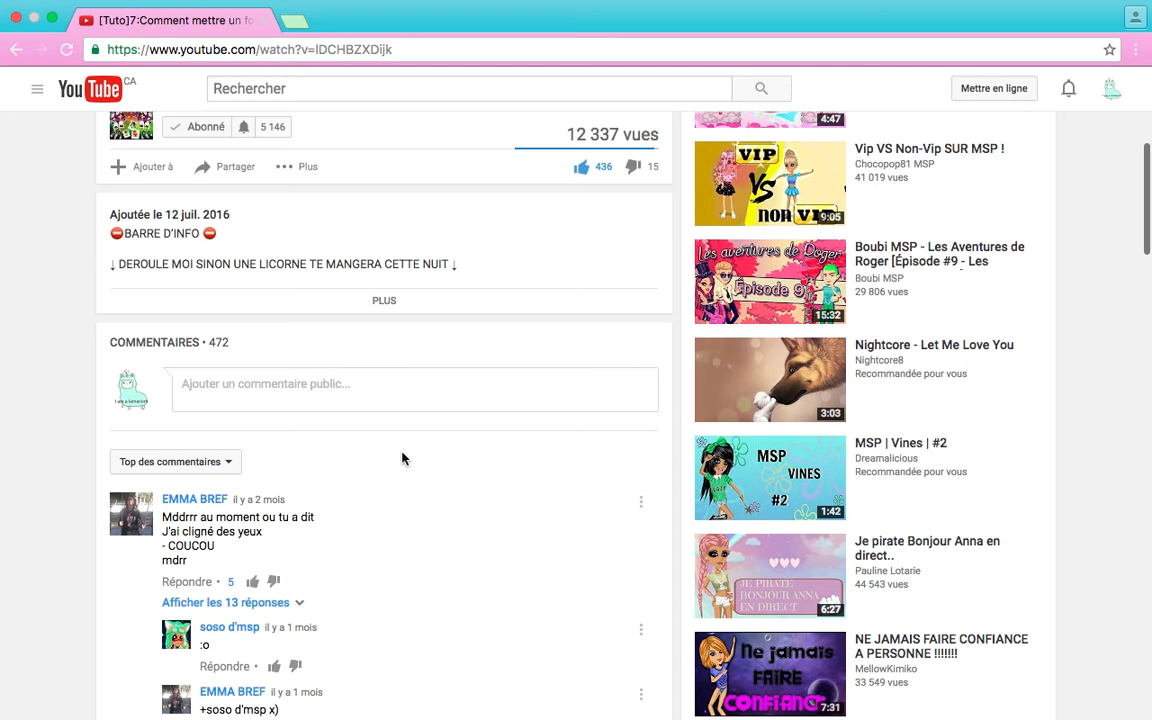 [Tuto]7:Comment mettre un fo
https://www.youtube.com/watch?v=IDCHBZXDijk
YouTube CA
Rechercher
Mettre en ligne
Abonné
5 146
12 337 vues
Ajouter à
Partager
Plus
436
15
Ajoutée le 12 juil. 2016
BARRE D'INFO
↓ DEROULE MOI SINON UNE LICORNE TE MANGERA CETTE NUIT ↓
PLUS
COMMENTAIRES • 472
Ajouter un commentaire public...
Top des commentaires
EMMA BREF il y a 2 mois
Mddrrr au moment ou tu a dit
J'ai cligné des yeux
- COUCOU
mdrr
Répondre • 5
Afficher les 13 réponses
soso d'msp il y a 1 mois
:o
Répondre •
EMMA BREF il y a 1 mois
+soso d'msp x)
4:47
VIP
VS
NON VIP
9:05
Vip VS Non-Vip SUR MSP !
Chocopop81 MSP
41 019 vues
Les aventures de Roger
Épisode 9
15:32
Boubi MSP - Les Aventures de
Roger [Épisode #9 - Les
Boubi MSP
29 806 vues
3:03
Nightcore - Let Me Love You
Nightcore8
Recommandée pour vous
MSP
VINES
#2
1:42
MSP | Vines | #2
Dreamalicious
Recommandée pour vous
JE PIRATE
BONJOUR ANNA
EN DIRECT
6:27
Je pirate Bonjour Anna en
direct..
Pauline Lotarie
44 543 vues
Ne jamais
FAIRE
CONFIANCE
7:31
NE JAMAIS FAIRE CONFIANCE
A PERSONNE !!!!!!!
MellowKimiko
33 549 vues